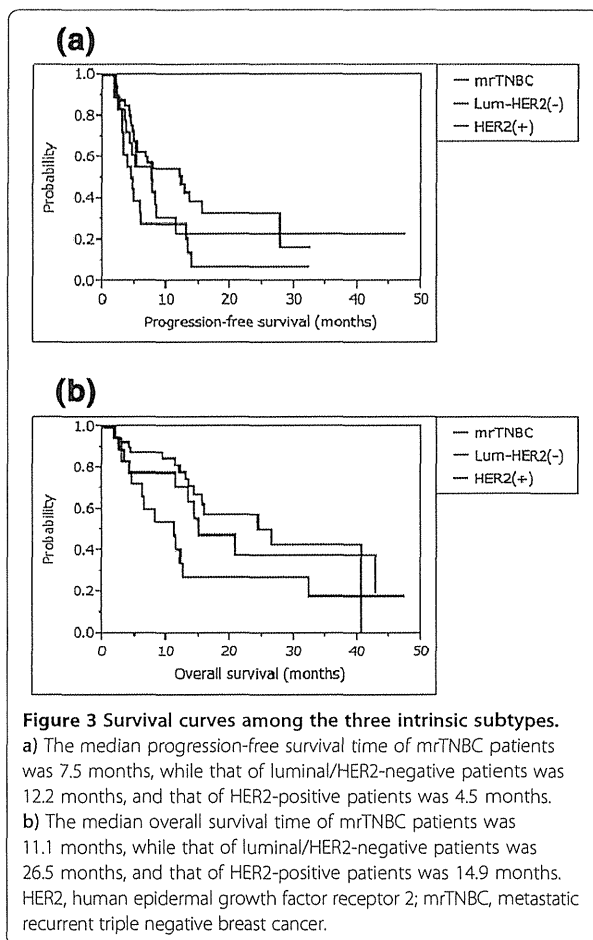 (a)
1.0
0.8
0.6
0.4
0.2
0.0
Probability
0 10 20 30 40 50
Progression-free survival (months)
mrTNBC
Lum-HER2(-)
HER2(+)
(b)
1.0
0.8
0.6
0.4
0.2
0.0
Probability
0 10 20 30 40 50
Overall survival (months)
mrTNBC
Lum-HER2(-)
HER2(+)
Figure 3 Survival curves among the three intrinsic subtypes.
a) The median progression-free survival time of mrTNBC patients
was 7.5 months, while that of luminal/HER2-negative patients was
12.2 months, and that of HER2-positive patients was 4.5 months.
b) The median overall survival time of mrTNBC patients was
11.1 months, while that of luminal/HER2-negative patients was
26.5 months, and that of HER2-positive patients was 14.9 months.
HER2, human epidermal growth factor receptor 2; mrTNBC, metastatic
recurrent triple negative breast cancer.